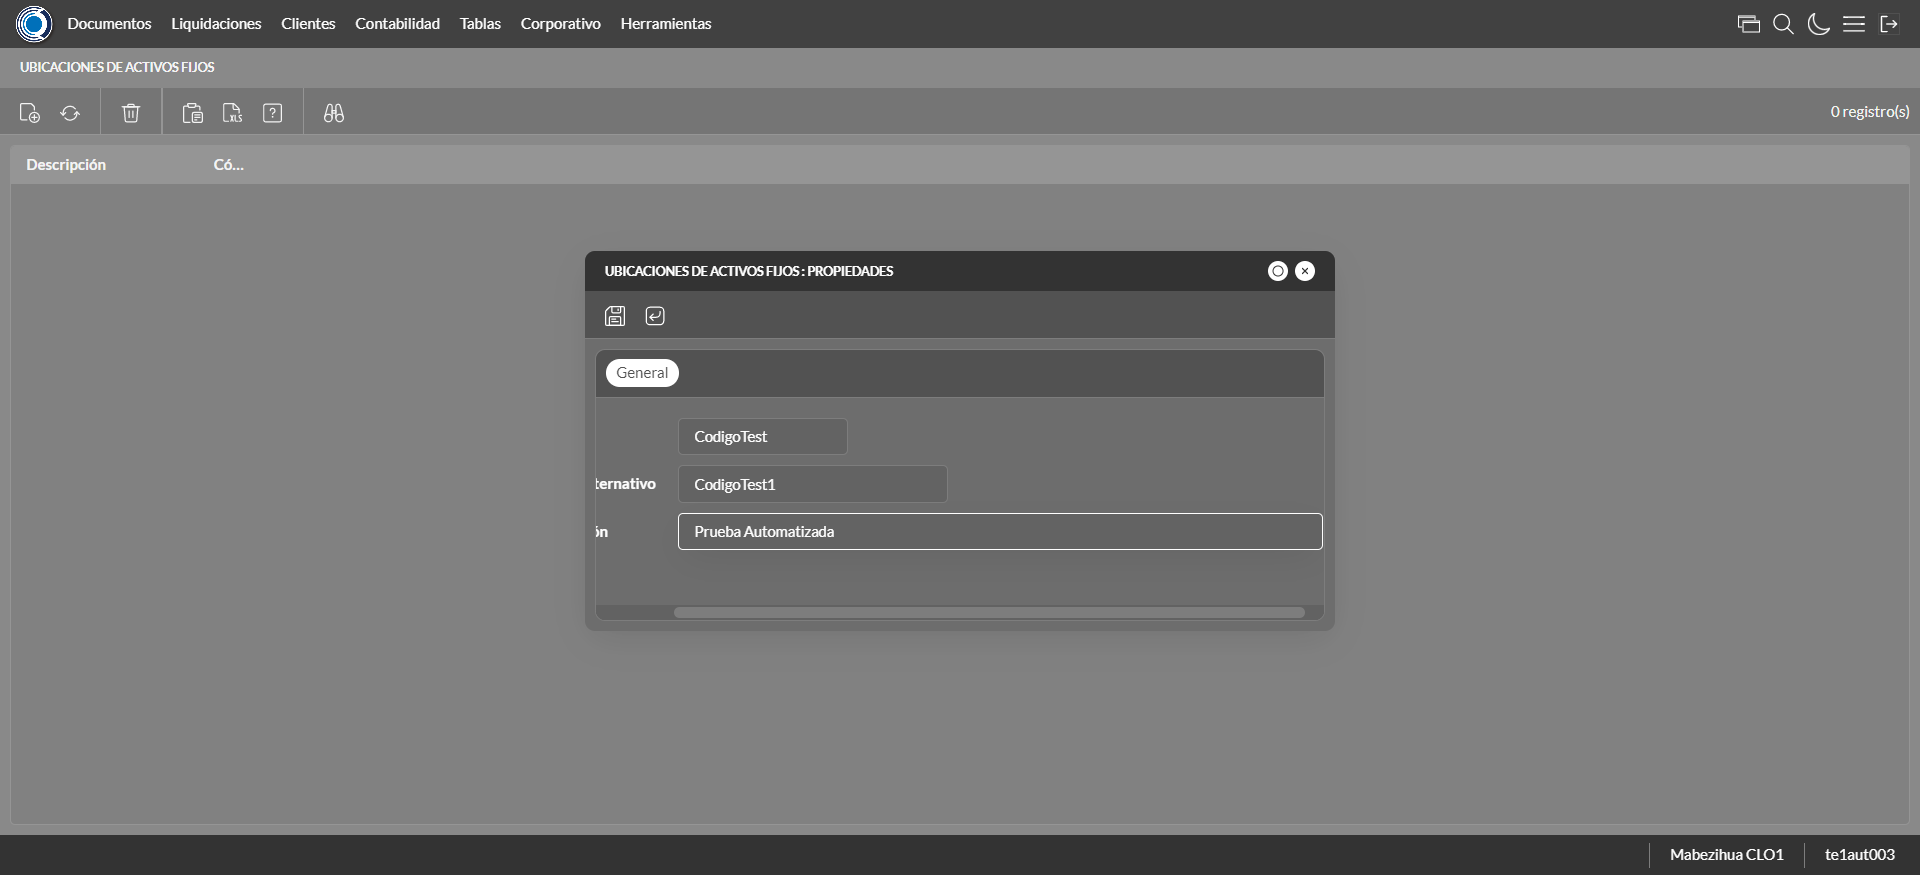 Documentos Liquidaciones Clientes Contabilidad Tablas Corporativo Herramientas
UBICACIONES DE ACTIVOS FIJOS
XLS ? 0 registro(s)
Descripción Có...
UBICACIONES DE ACTIVOS FIJOS : PROPIEDADES
General
CodigoTest
ternativo CodigoTest1
ón Prueba Automatizada
Mabezihua CLO1 te1aut003